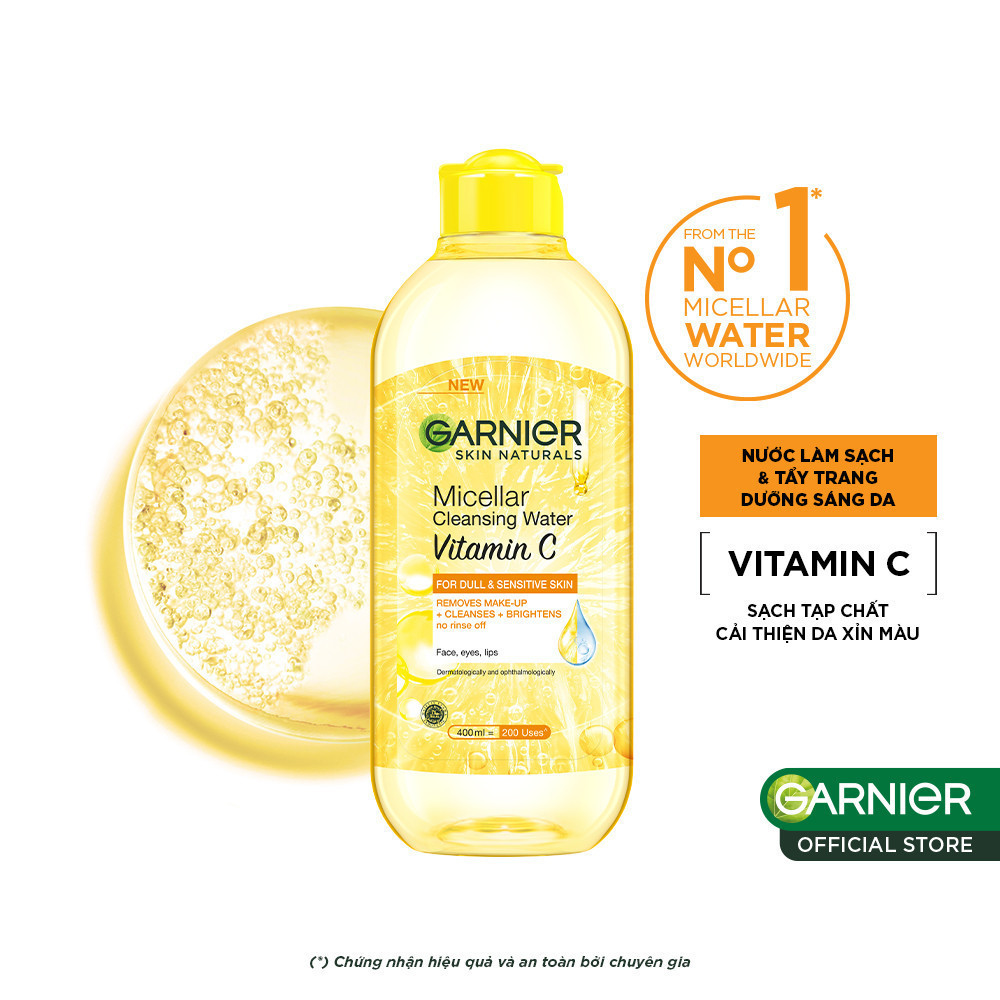 NEW
GARNIER
SKIN NATURALS
Micellar
Cleansing Water
Vitamin C
FOR DULL & SENSITIVE SKIN
REMOVES MAKE-UP
+ CLEANSES + BRIGHTENS
no rinse off
Face, eyes, lips
Dermatologically and ophthalmologically
400 ml = 200 Uses^
FROM THE
Nº 1*
MICELLAR
WATER
WORLDWIDE
NƯỚC LÀM SẠCH
& TẨY TRANG
DƯỠNG SÁNG DA
VITAMIN C
SẠCH TẠP CHẤT
CẢI THIỆN DA XỈN MÀU
GARNIER
OFFICIAL STORE
(*) Chứng nhận hiệu quả và an toàn bởi chuyên gia